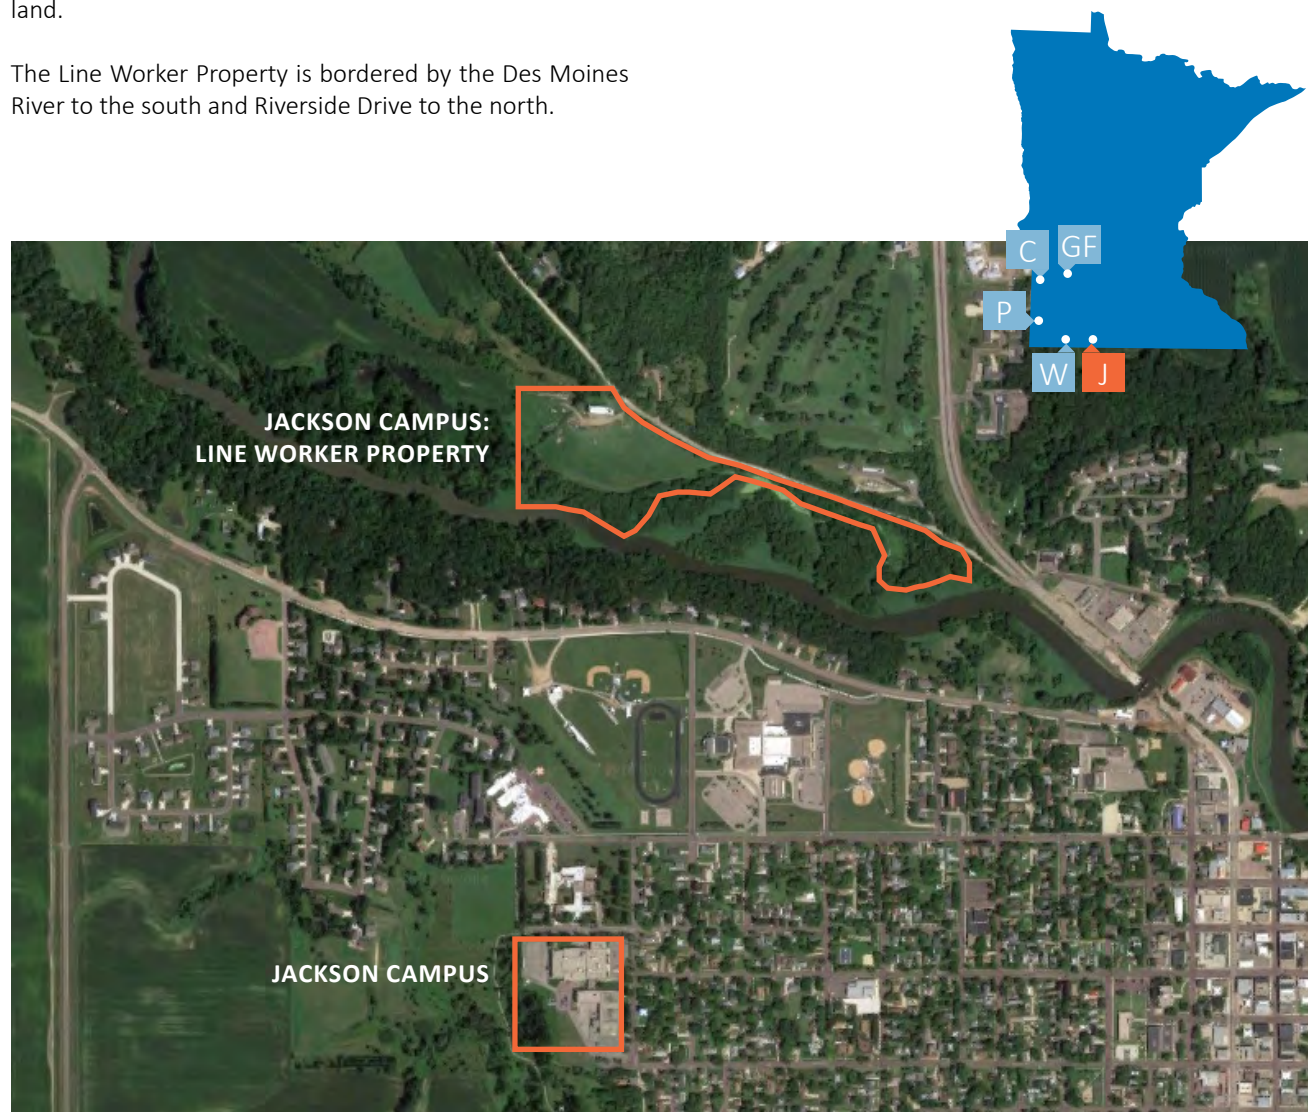 land.
The Line Worker Property is bordered by the Des Moines
River to the south and Riverside Drive to the north.
C
GF
P
W
J
JACKSON CAMPUS:
LINE WORKER PROPERTY
JACKSON CAMPUS